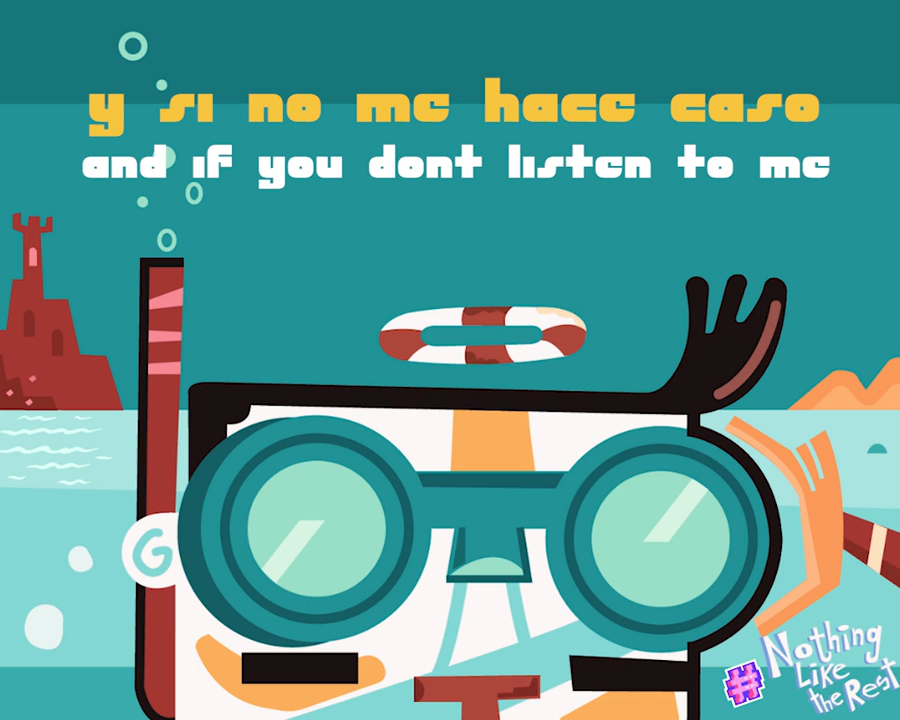 y si no me hace caso
and if you dont listen to me
G
#Nothing
Like
the Rest